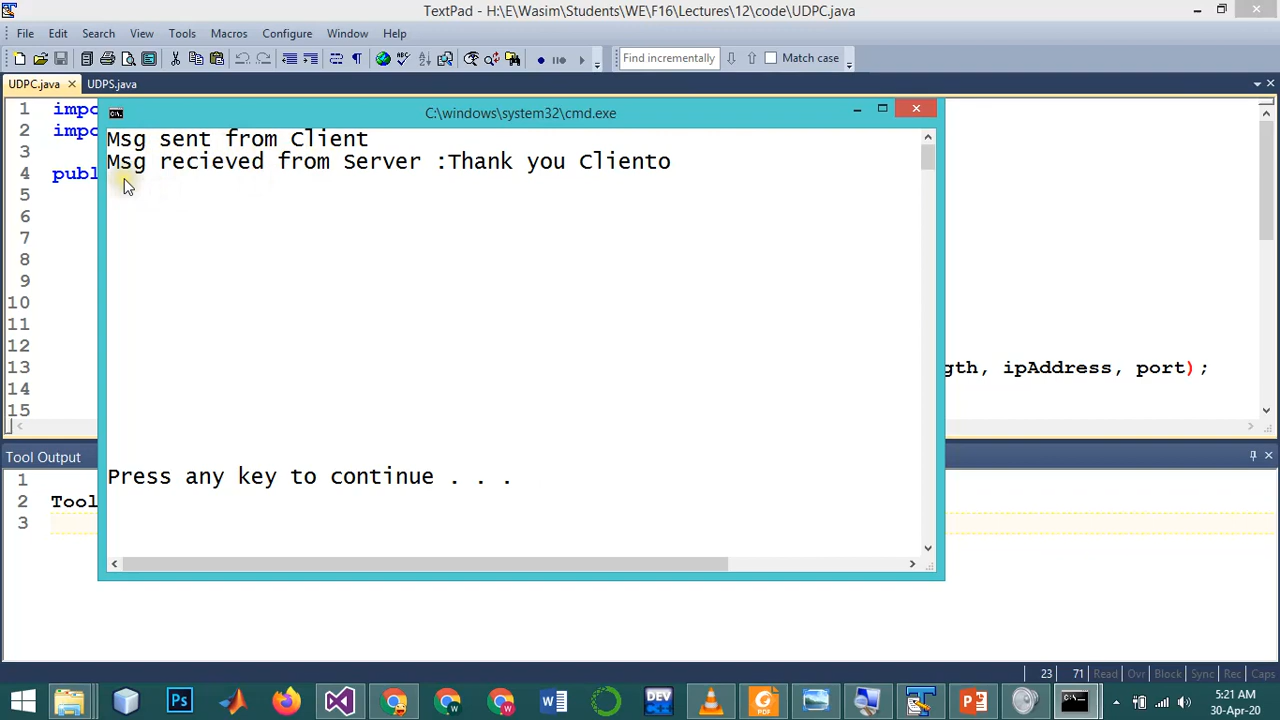 TextPad - H:\E\Wasim\Students\WE\F16\Lectures\12\code\UDPC.java
File Edit Search View Tools Macros Configure Window Help
Find incrementally Match case
UDPC.java UDPS.java
C:\windows\system32\cmd.exe
1 impo
2 impo
3
4 publ
5
6
7
8
9
10
11
12
13 gth, ipAddress, port);
14
15
Msg sent from Client
Msg recieved from Server :Thank you Cliento
Press any key to continue . . .
Tool Output
1
2 Tool
3
23 71 Read Ovr Block Sync Rec Caps
5:21 AM
30-Apr-20